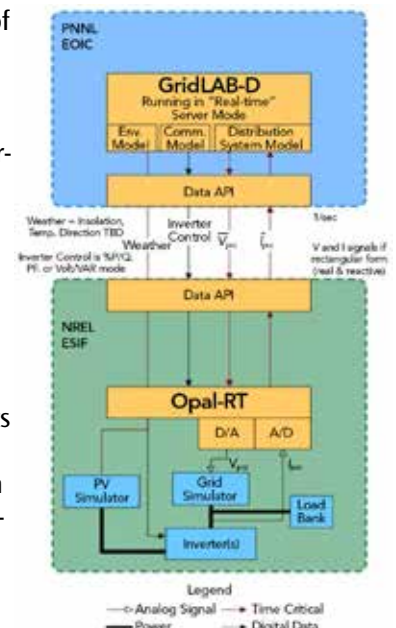 of
PNNL
EOIC
GridLAB-D
Running in "Real-time"
Server Mode
Env. Model
Comm. Model
Distribution System Model
r-
Data API
Weather = Insolation,
Temp. Direction TBD
Inverter Control is %P/Q,
PF. or Volt/VAR mode
Weather
Inverter
Control
1/sec
V and I signals if
rectangular form
(real & reactive)
Data API
NREL
ESIF
Opal-RT
D/A
A/D
s
PV
Simulator
Grid
Simulator
Load
Bank
Inverter(s)
Legend
Analog Signal
Time Critical
Power
Digital Data